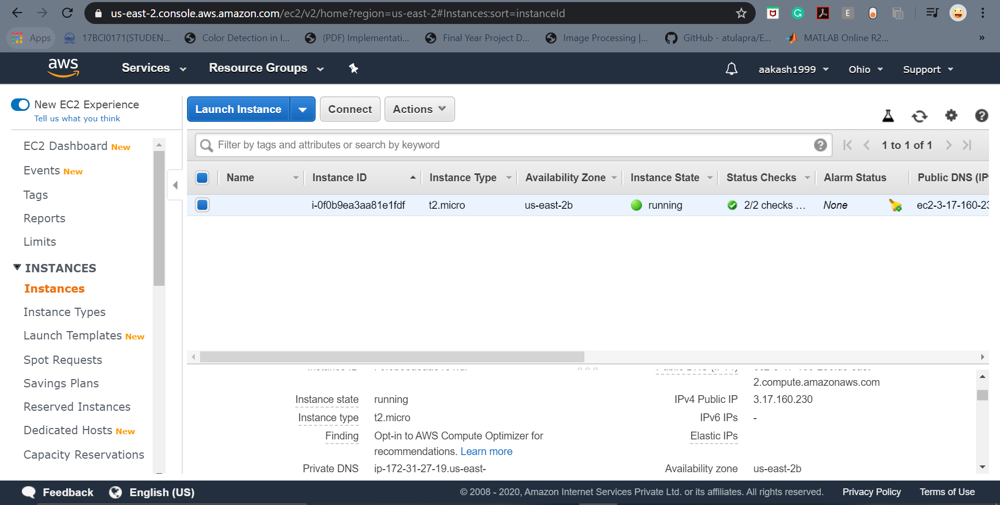 us-east-2.console.aws.amazon.com/ec2/v2/home?region=us-east-2#Instances:sort=instanceId
E
Apps
17BCI0171(STUDEN...
Color Detection in I...
(PDF) Implementati...
Final Year Project D...
Image Processing |...
GitHub - atulapra/E...
MATLAB Online R2...
»
aws
Services
Resource Groups
aakash1999
Ohio
Support
New EC2 Experience
Tell us what you think
Launch Instance
Connect
Actions
EC2 Dashboard New
Events New
Tags
Reports
Limits
INSTANCES
Instances
Instance Types
Launch Templates New
Spot Requests
Savings Plans
Reserved Instances
Dedicated Hosts New
Capacity Reservations
Filter by tags and attributes or search by keyword
1 to 1 of 1
Name Instance ID Instance Type Availability Zone Instance State Status Checks Alarm Status Public DNS (IP
i-0f0b9ea3aa81e1fdf t2.micro us-east-2b running 2/2 checks ... None ec2-3-17-160-23
2.compute.amazonaws.com
Instance state running
IPv4 Public IP 3.17.160.230
Instance type t2.micro
IPv6 IPs -
Finding Opt-in to AWS Compute Optimizer for
recommendations. Learn more
Elastic IPs
Private DNS ip-172-31-27-19.us-east-
Availability zone us-east-2b
Feedback
English (US)
© 2008 - 2020, Amazon Internet Services Private Ltd. or its affiliates. All rights reserved.
Privacy Policy
Terms of Use